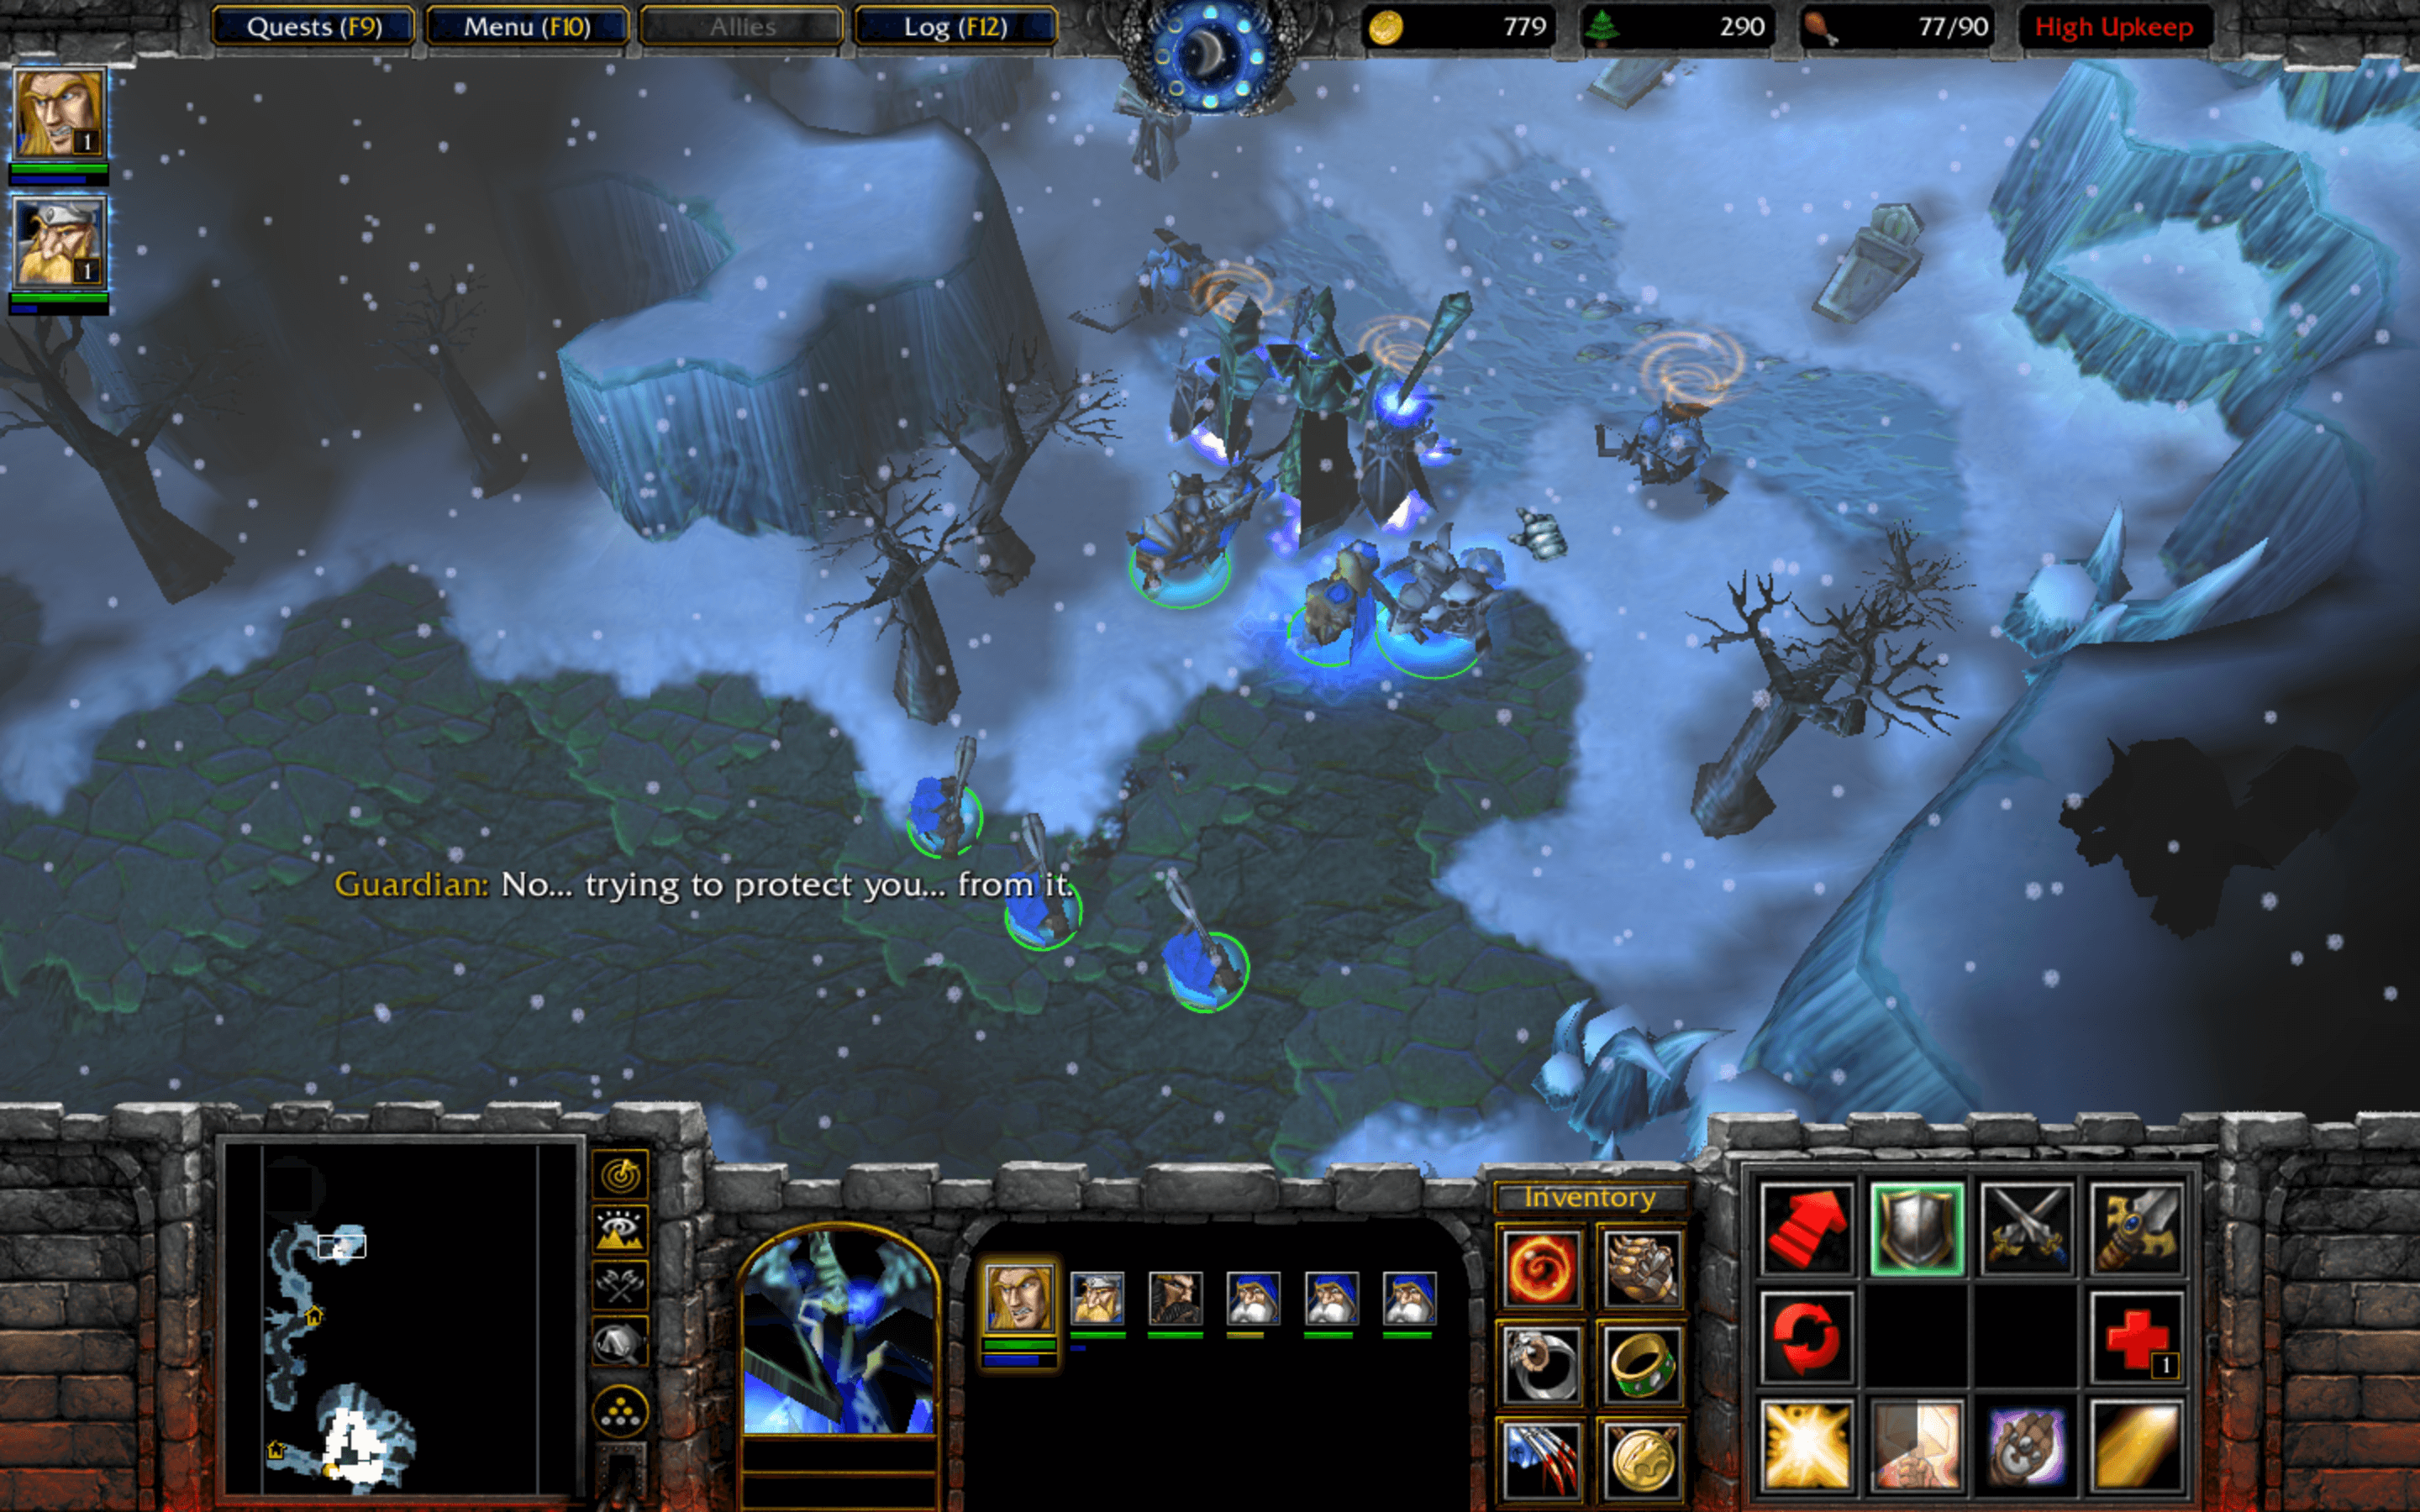 Quests (F9)
Menu (F10)
Allies
Log (F12)
779
290
77/90
High Upkeep
1
1
Guardian: No... trying to protect you... from it.
Inventory
1